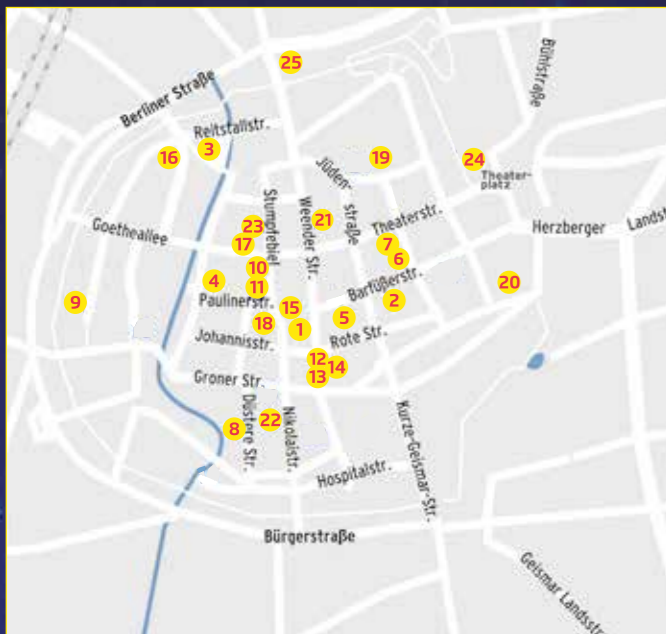 25
Bühlstraße
Berliner Straße
Reitstallstr.
3
16
19
24
Jüden-
straße
Theater-
platz
Stumpfebiel
Weender Str.
21
Theaterstr.
Goetheallee
23
17
7
6
Herzberger
Landstr
10
4
11
Barfüßerstr.
20
9
Paulinerstr.
15
2
18
1
5
Rote Str.
Johannisstr.
12
14
13
Groner Str.
Düstere Str.
22
8
Nikolaistr.
Kurze-Geismar-Str.
Hospitalstr.
Bürgerstraße
Geismar Landsstr